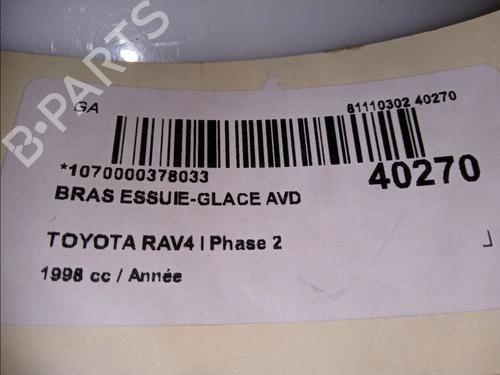 B-PARTS
GA
81110302 40270
*1070000378033
40270
BRAS ESSUIE-GLACE AVD
TOYOTA RAV4 I Phase 2
1998 cc / Année